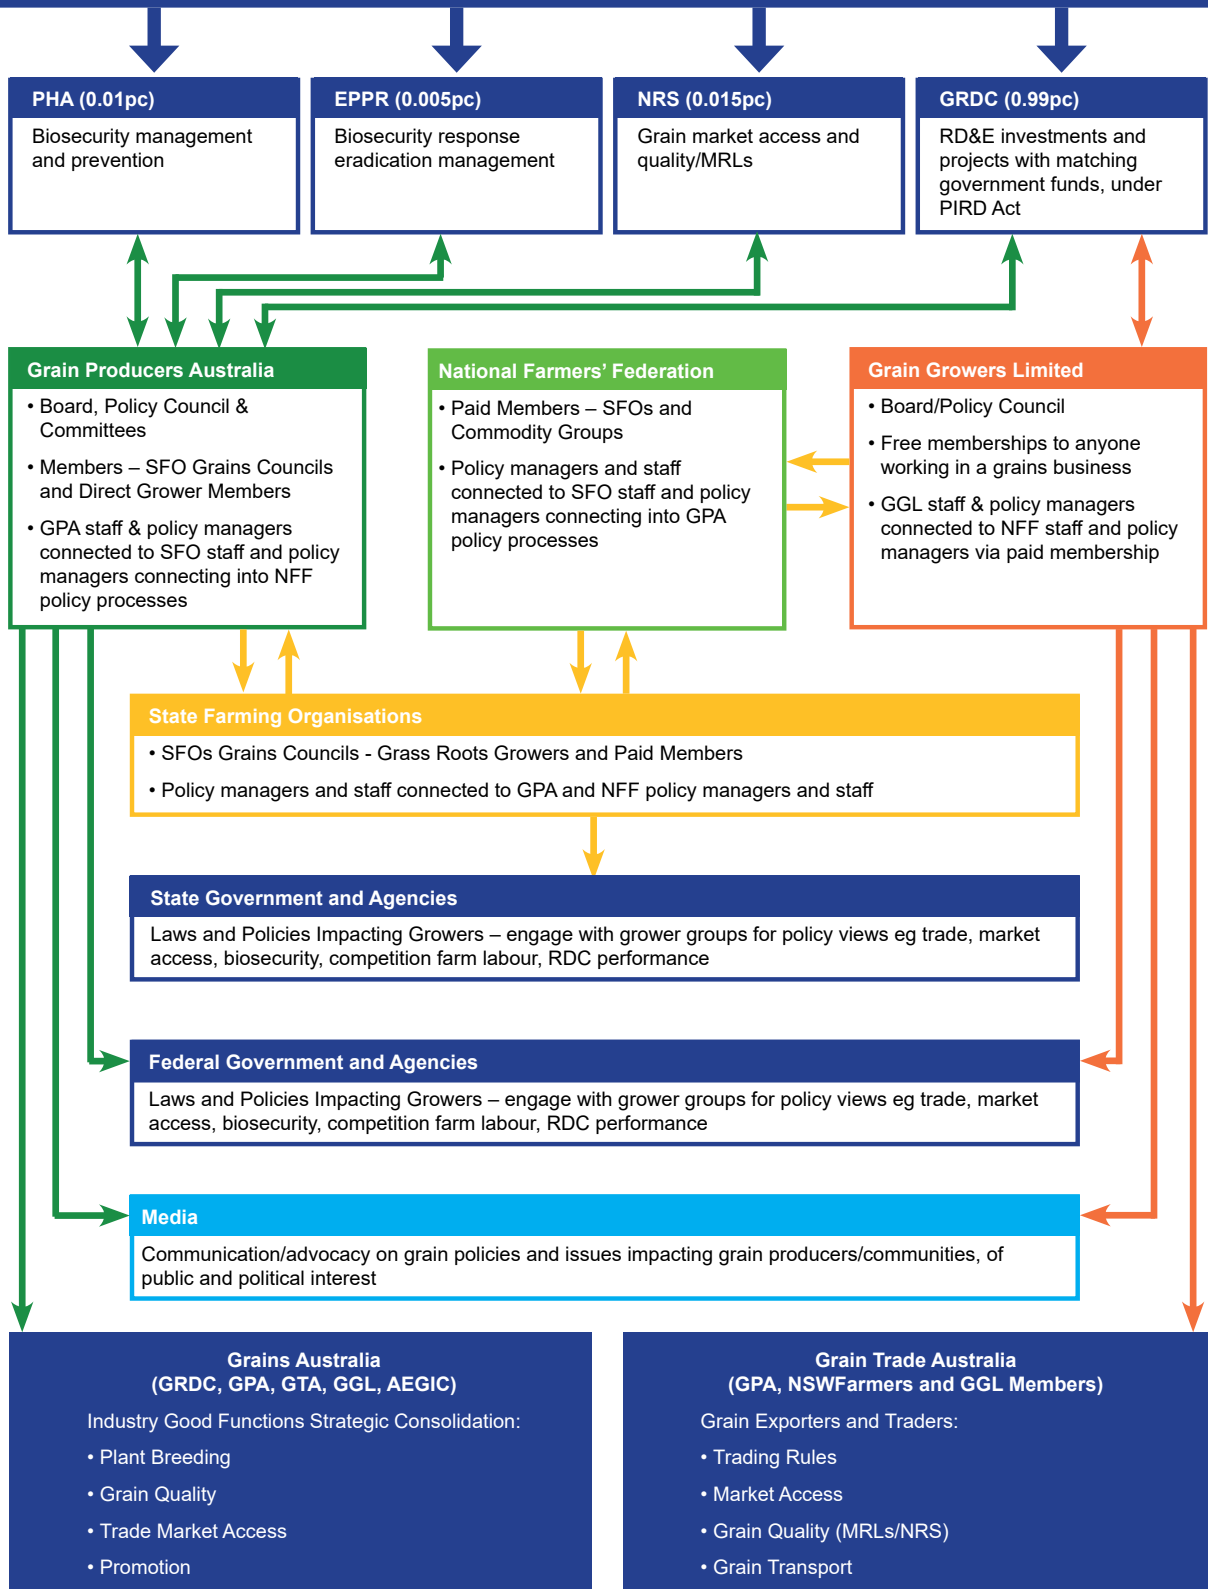 PHA (0.01pc)
Biosecurity management
and prevention
EPPR (0.005pc)
Biosecurity response
eradication management
NRS (0.015pc)
Grain market access and
quality/MRLs
GRDC (0.99pc)
RD&E investments and
projects with matching
government funds, under
PIRD Act
Grain Producers Australia
• Board, Policy Council &
Committees
• Members – SFO Grains Councils
and Direct Grower Members
• GPA staff & policy managers
connected to SFO staff and policy
managers connecting into NFF
policy processes
National Farmers’ Federation
• Paid Members – SFOs and
Commodity Groups
• Policy managers and staff
connected to SFO staff and policy
managers connecting into GPA
policy processes
Grain Growers Limited
• Board/Policy Council
• Free memberships to anyone
working in a grains business
• GGL staff & policy managers
connected to NFF staff and policy
managers via paid membership
State Farming Organisations
• SFOs Grains Councils - Grass Roots Growers and Paid Members
• Policy managers and staff connected to GPA and NFF policy managers and staff
State Government and Agencies
Laws and Policies Impacting Growers – engage with grower groups for policy views eg trade, market
access, biosecurity, competition farm labour, RDC performance
Federal Government and Agencies
Laws and Policies Impacting Growers – engage with grower groups for policy views eg trade, market
access, biosecurity, competition farm labour, RDC performance
Media
Communication/advocacy on grain policies and issues impacting grain producers/communities, of
public and political interest
Grains Australia
(GRDC, GPA, GTA, GGL, AEGIC)
Industry Good Functions Strategic Consolidation:
• Plant Breeding
• Grain Quality
• Trade Market Access
• Promotion
Grain Trade Australia
(GPA, NSWFarmers and GGL Members)
Grain Exporters and Traders:
• Trading Rules
• Market Access
• Grain Quality (MRLs/NRS)
• Grain Transport